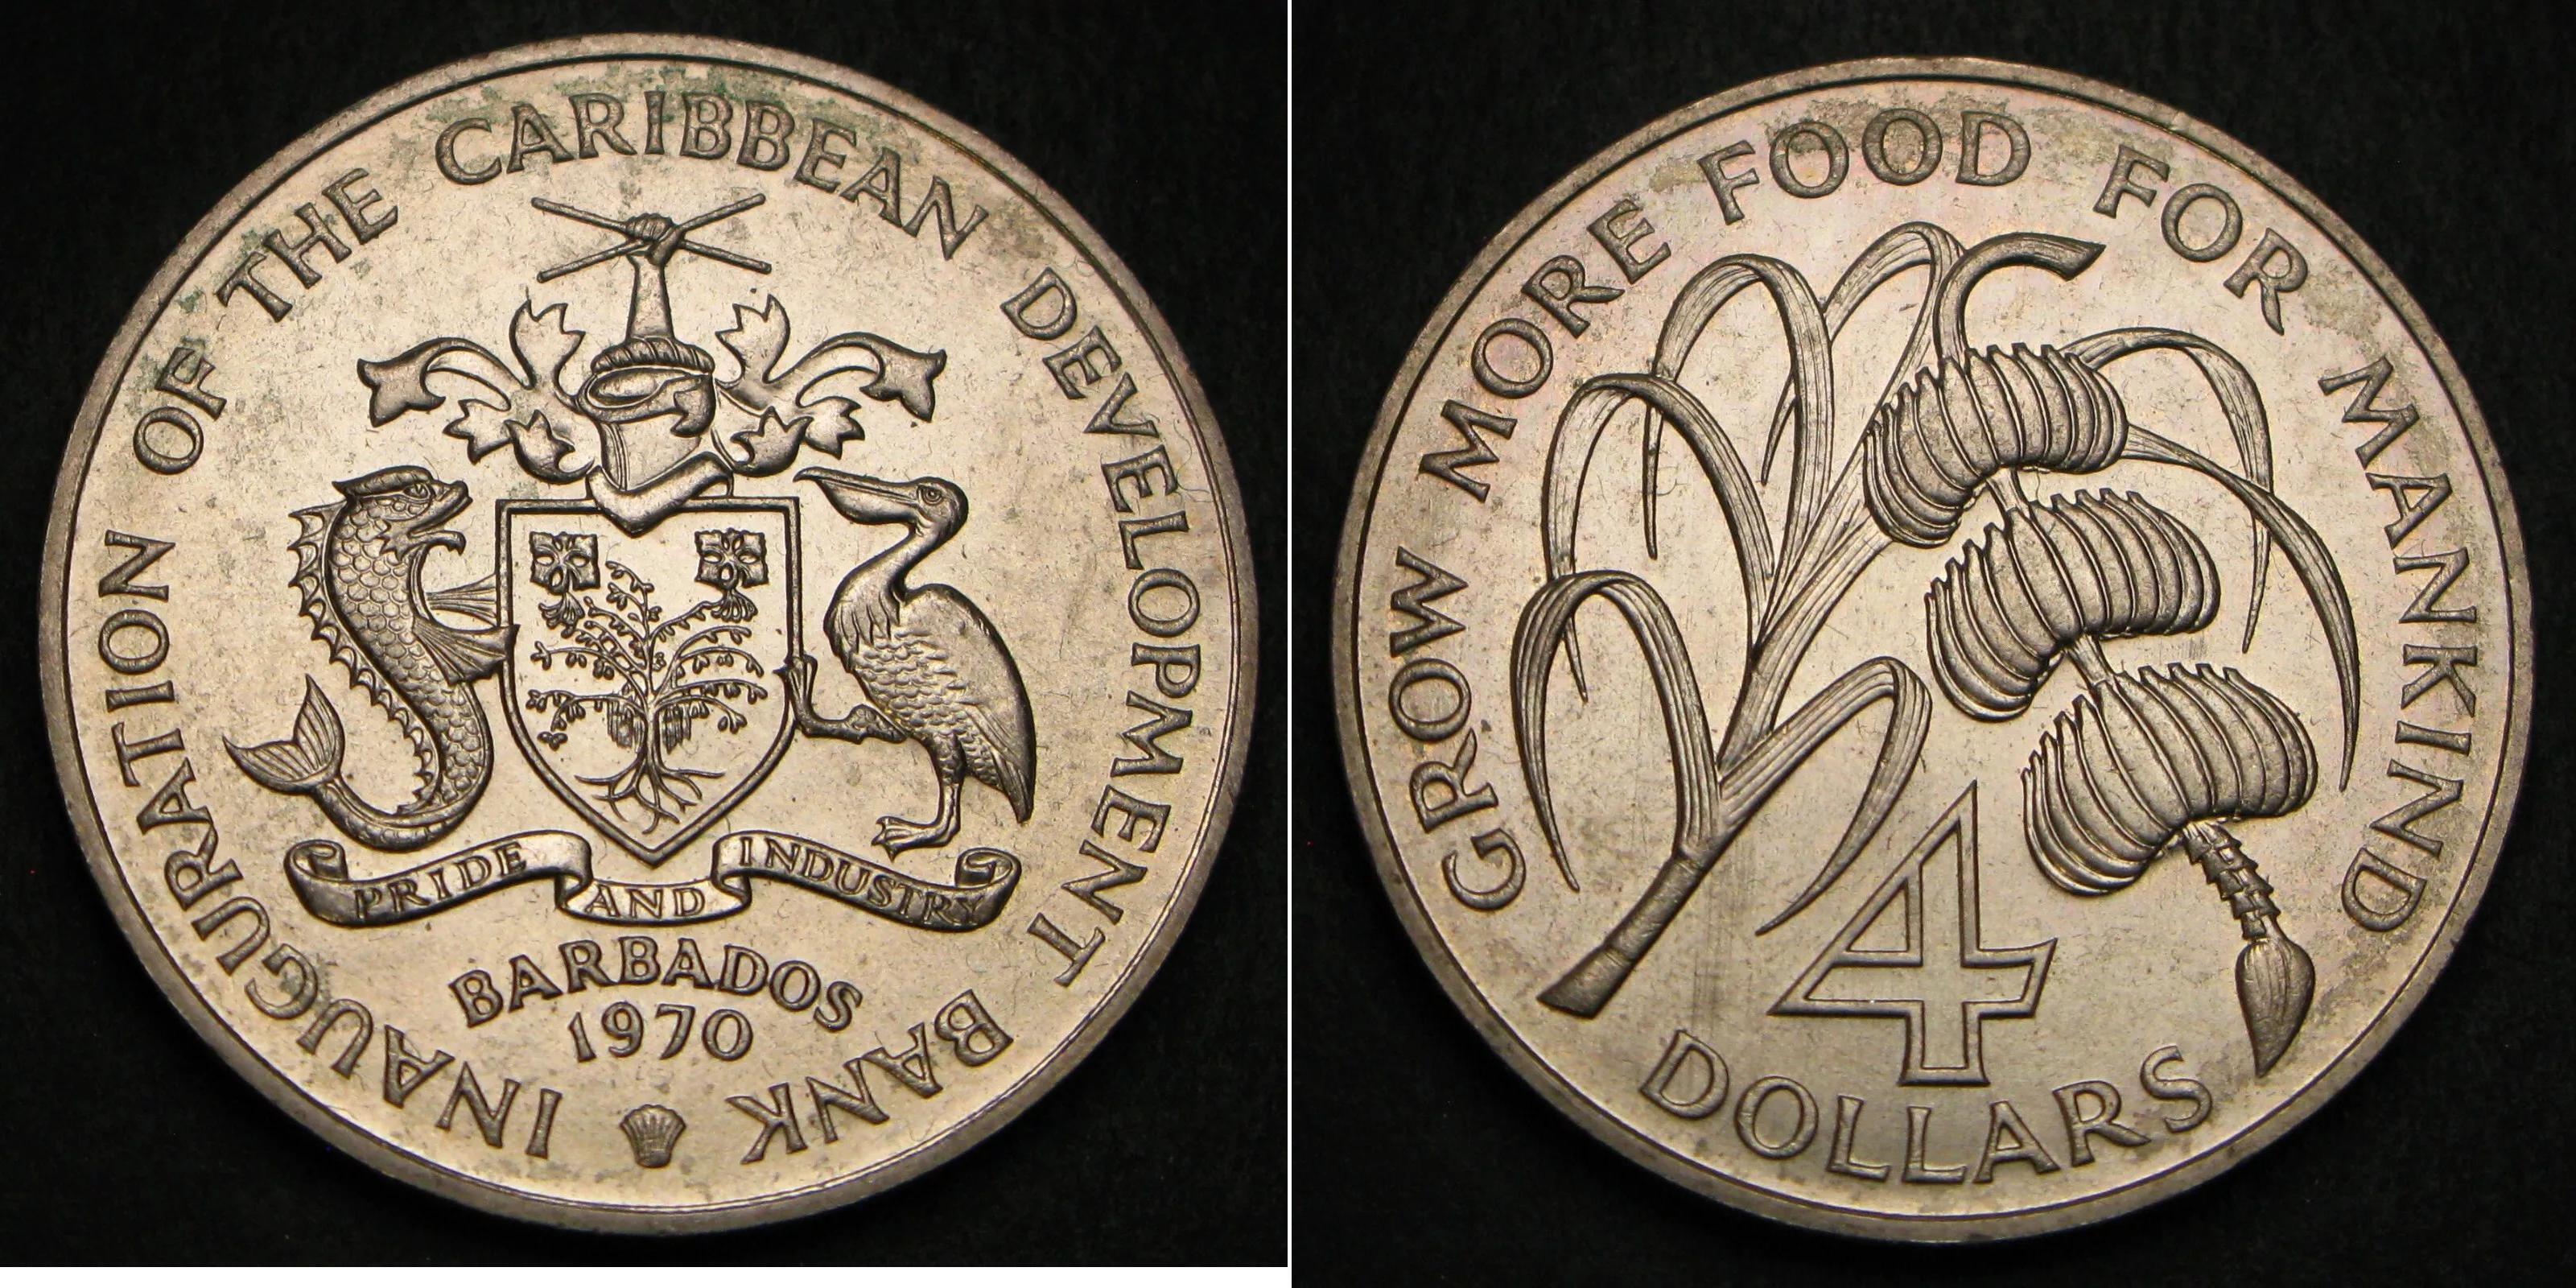 INAUGURATION OF THE CARIBBEAN DEVELOPMENT BANK
PRIDE AND INDUSTRY
BARBADOS
1970
GROW MORE FOOD FOR MANKIND
4
DOLLARS